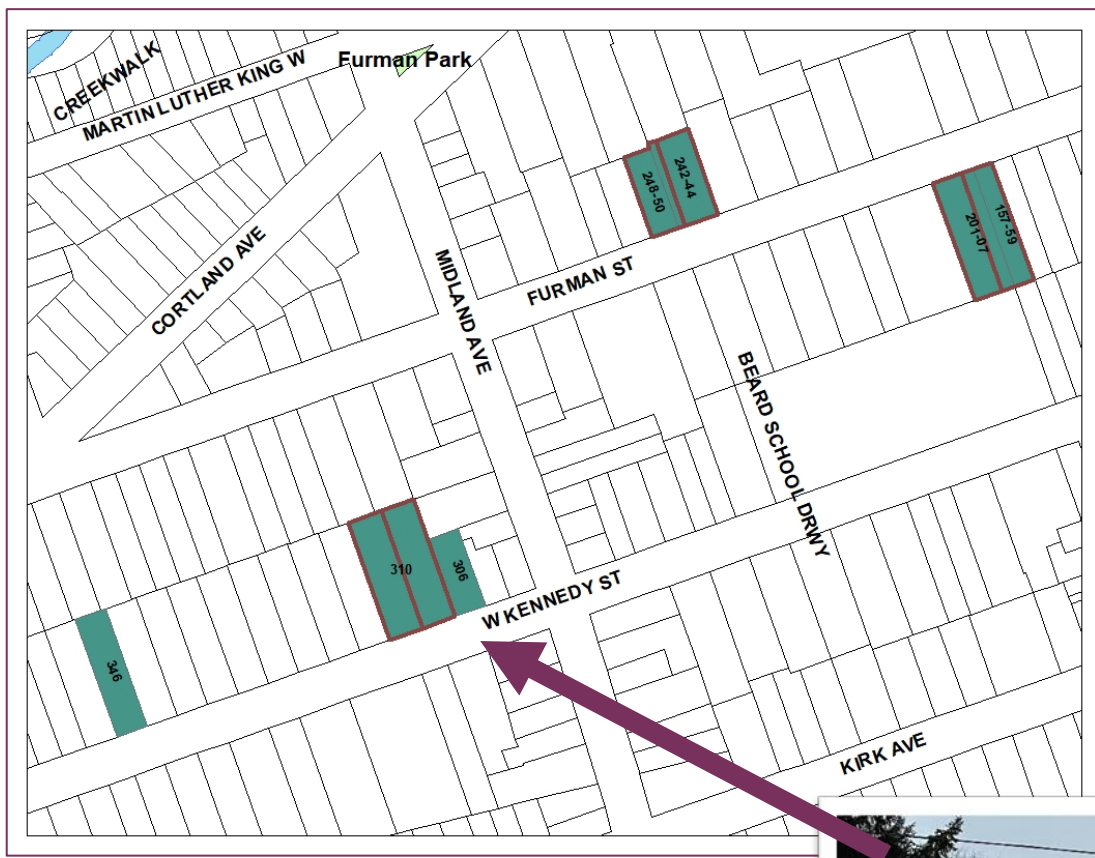 Furman Park
CREEKWALK
MARTIN LUTHER KING W
242-44
248-50
157-59
201-07
CORTLAND AVE
MIDLAND AVE
FURMAN ST
BEARD SCHOOL DRWY
310
306
W KENNEDY ST
346
KIRK AVE